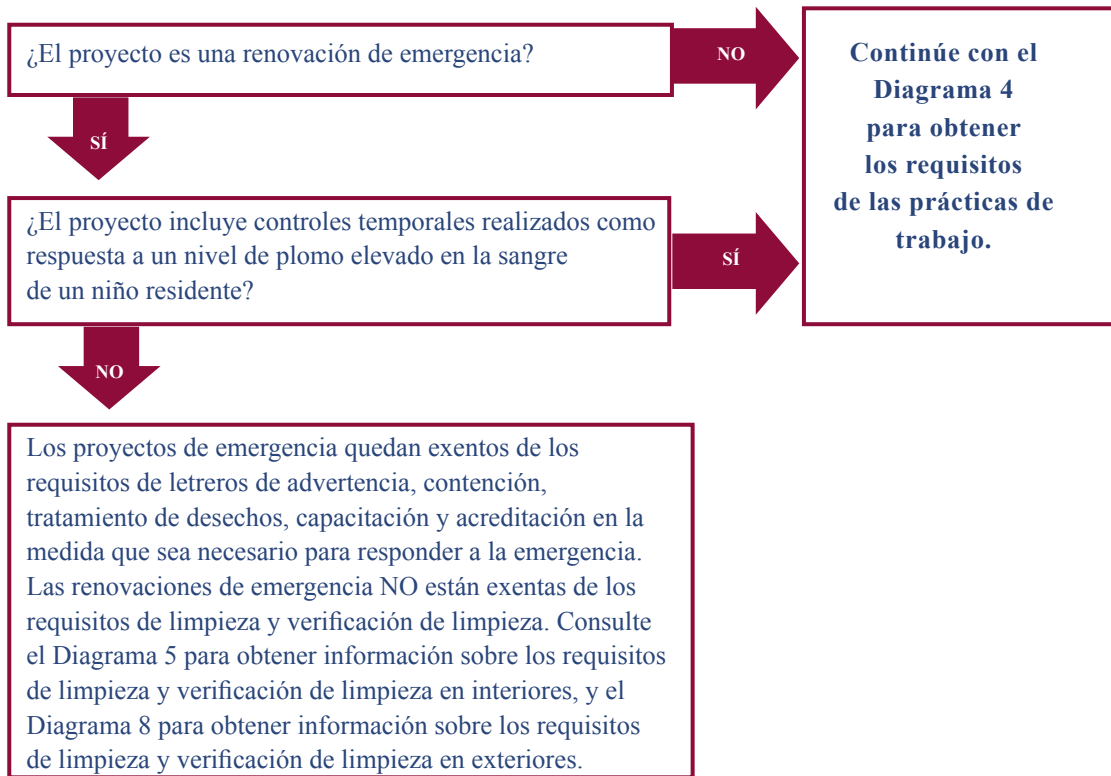 ¿El proyecto es una renovación de emergencia?
NO
Continúe con el
Diagrama 4
para obtener
los requisitos
de las prácticas de
trabajo.
SÍ
¿El proyecto incluye controles temporales realizados como
respuesta a un nivel de plomo elevado en la sangre
de un niño residente?
SÍ
NO
Los proyectos de emergencia quedan exentos de los
requisitos de letreros de advertencia, contención,
tratamiento de desechos, capacitación y acreditación en la
medida que sea necesario para responder a la emergencia.
Las renovaciones de emergencia NO están exentas de los
requisitos de limpieza y verificación de limpieza. Consulte
el Diagrama 5 para obtener información sobre los requisitos
de limpieza y verificación de limpieza en interiores, y el
Diagrama 8 para obtener información sobre los requisitos
de limpieza y verificación de limpieza en exteriores.